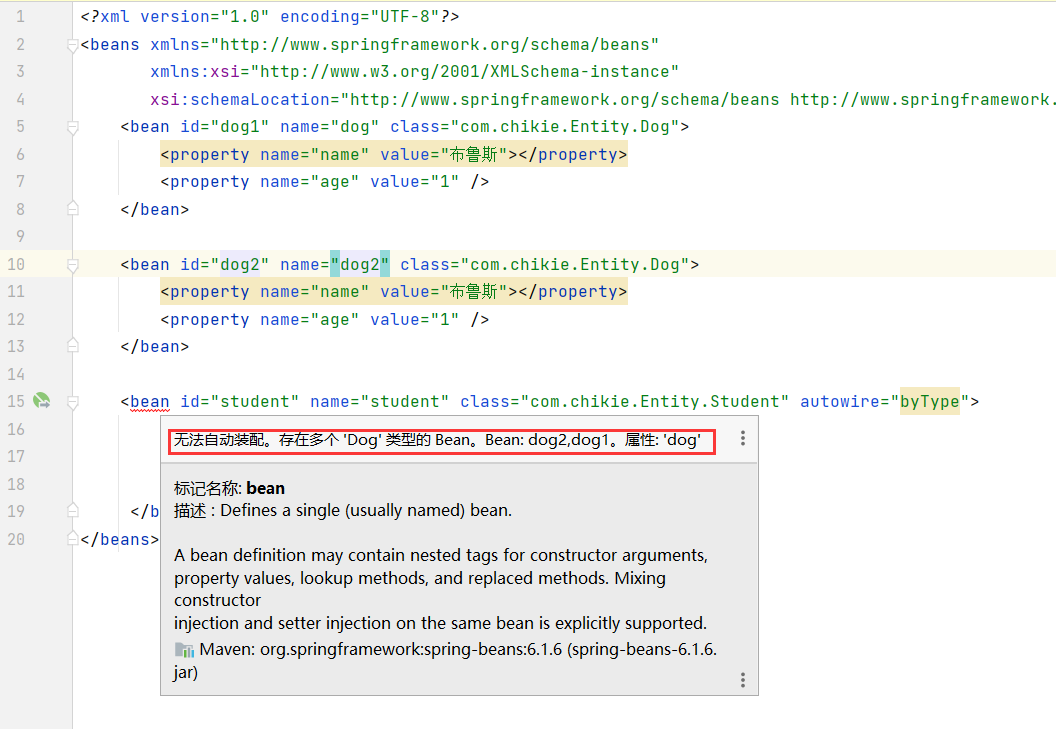 1 <?xml version="1.0" encoding="UTF-8"?>
2 <beans xmlns="http://www.springframework.org/schema/beans"
3 xmlns:xsi="http://www.w3.org/2001/XMLSchema-instance"
4 xsi:schemaLocation="http://www.springframework.org/schema/beans http://www.springframework.
5 <bean id="dog1" name="dog" class="com.chikie.Entity.Dog">
6 <property name="name" value="布鲁斯"></property>
7 <property name="age" value="1" />
8 </bean>
9
10 <bean id="dog2" name="dog2" class="com.chikie.Entity.Dog">
11 <property name="name" value="布鲁斯"></property>
12 <property name="age" value="1" />
13 </bean>
14
15 <bean id="student" name="student" class="com.chikie.Entity.Student" autowire="byType">
16
17
18
19 </b
20 </beans>
无法自动装配。存在多个 'Dog' 类型的 Bean。Bean: dog2,dog1。属性: 'dog'
标记名称: bean
描述 : Defines a single (usually named) bean.
A bean definition may contain nested tags for constructor arguments,
property values, lookup methods, and replaced methods. Mixing
constructor
injection and setter injection on the same bean is explicitly supported.
Maven: org.springframework:spring-beans:6.1.6 (spring-beans-6.1.6.
jar)